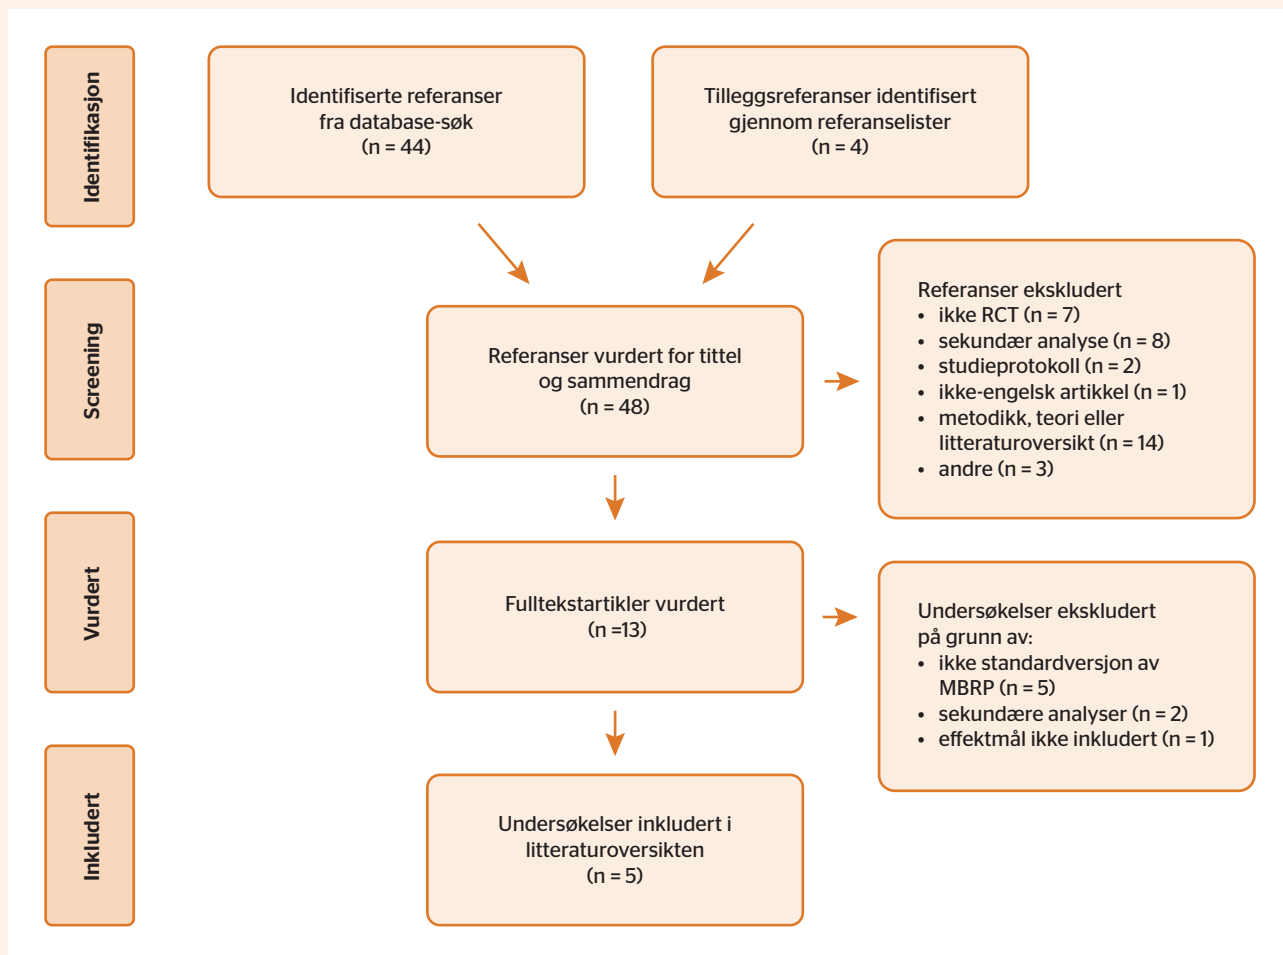 Identifikasjon
Identifiserte referanser
fra database-søk
(n = 44)
Tilleggsreferanser identifisert
gjennom referanselister
(n = 4)
Screening
Referanser vurdert for tittel
og sammendrag
(n = 48)
Referanser ekskludert
• ikke RCT (n = 7)
• sekundær analyse (n = 8)
• studieprotokoll (n = 2)
• ikke-engelsk artikkel (n = 1)
• metodikk, teori eller
litteraturoversikt (n = 14)
• andre (n = 3)
Vurdert
Fulltekstartikler vurdert
(n =13)
Undersøkelser ekskludert
på grunn av:
• ikke standardversjon av
MBRP (n = 5)
• sekundære analyser (n = 2)
• effektmål ikke inkludert (n = 1)
Inkludert
Undersøkelser inkludert i
litteraturoversikten
(n = 5)